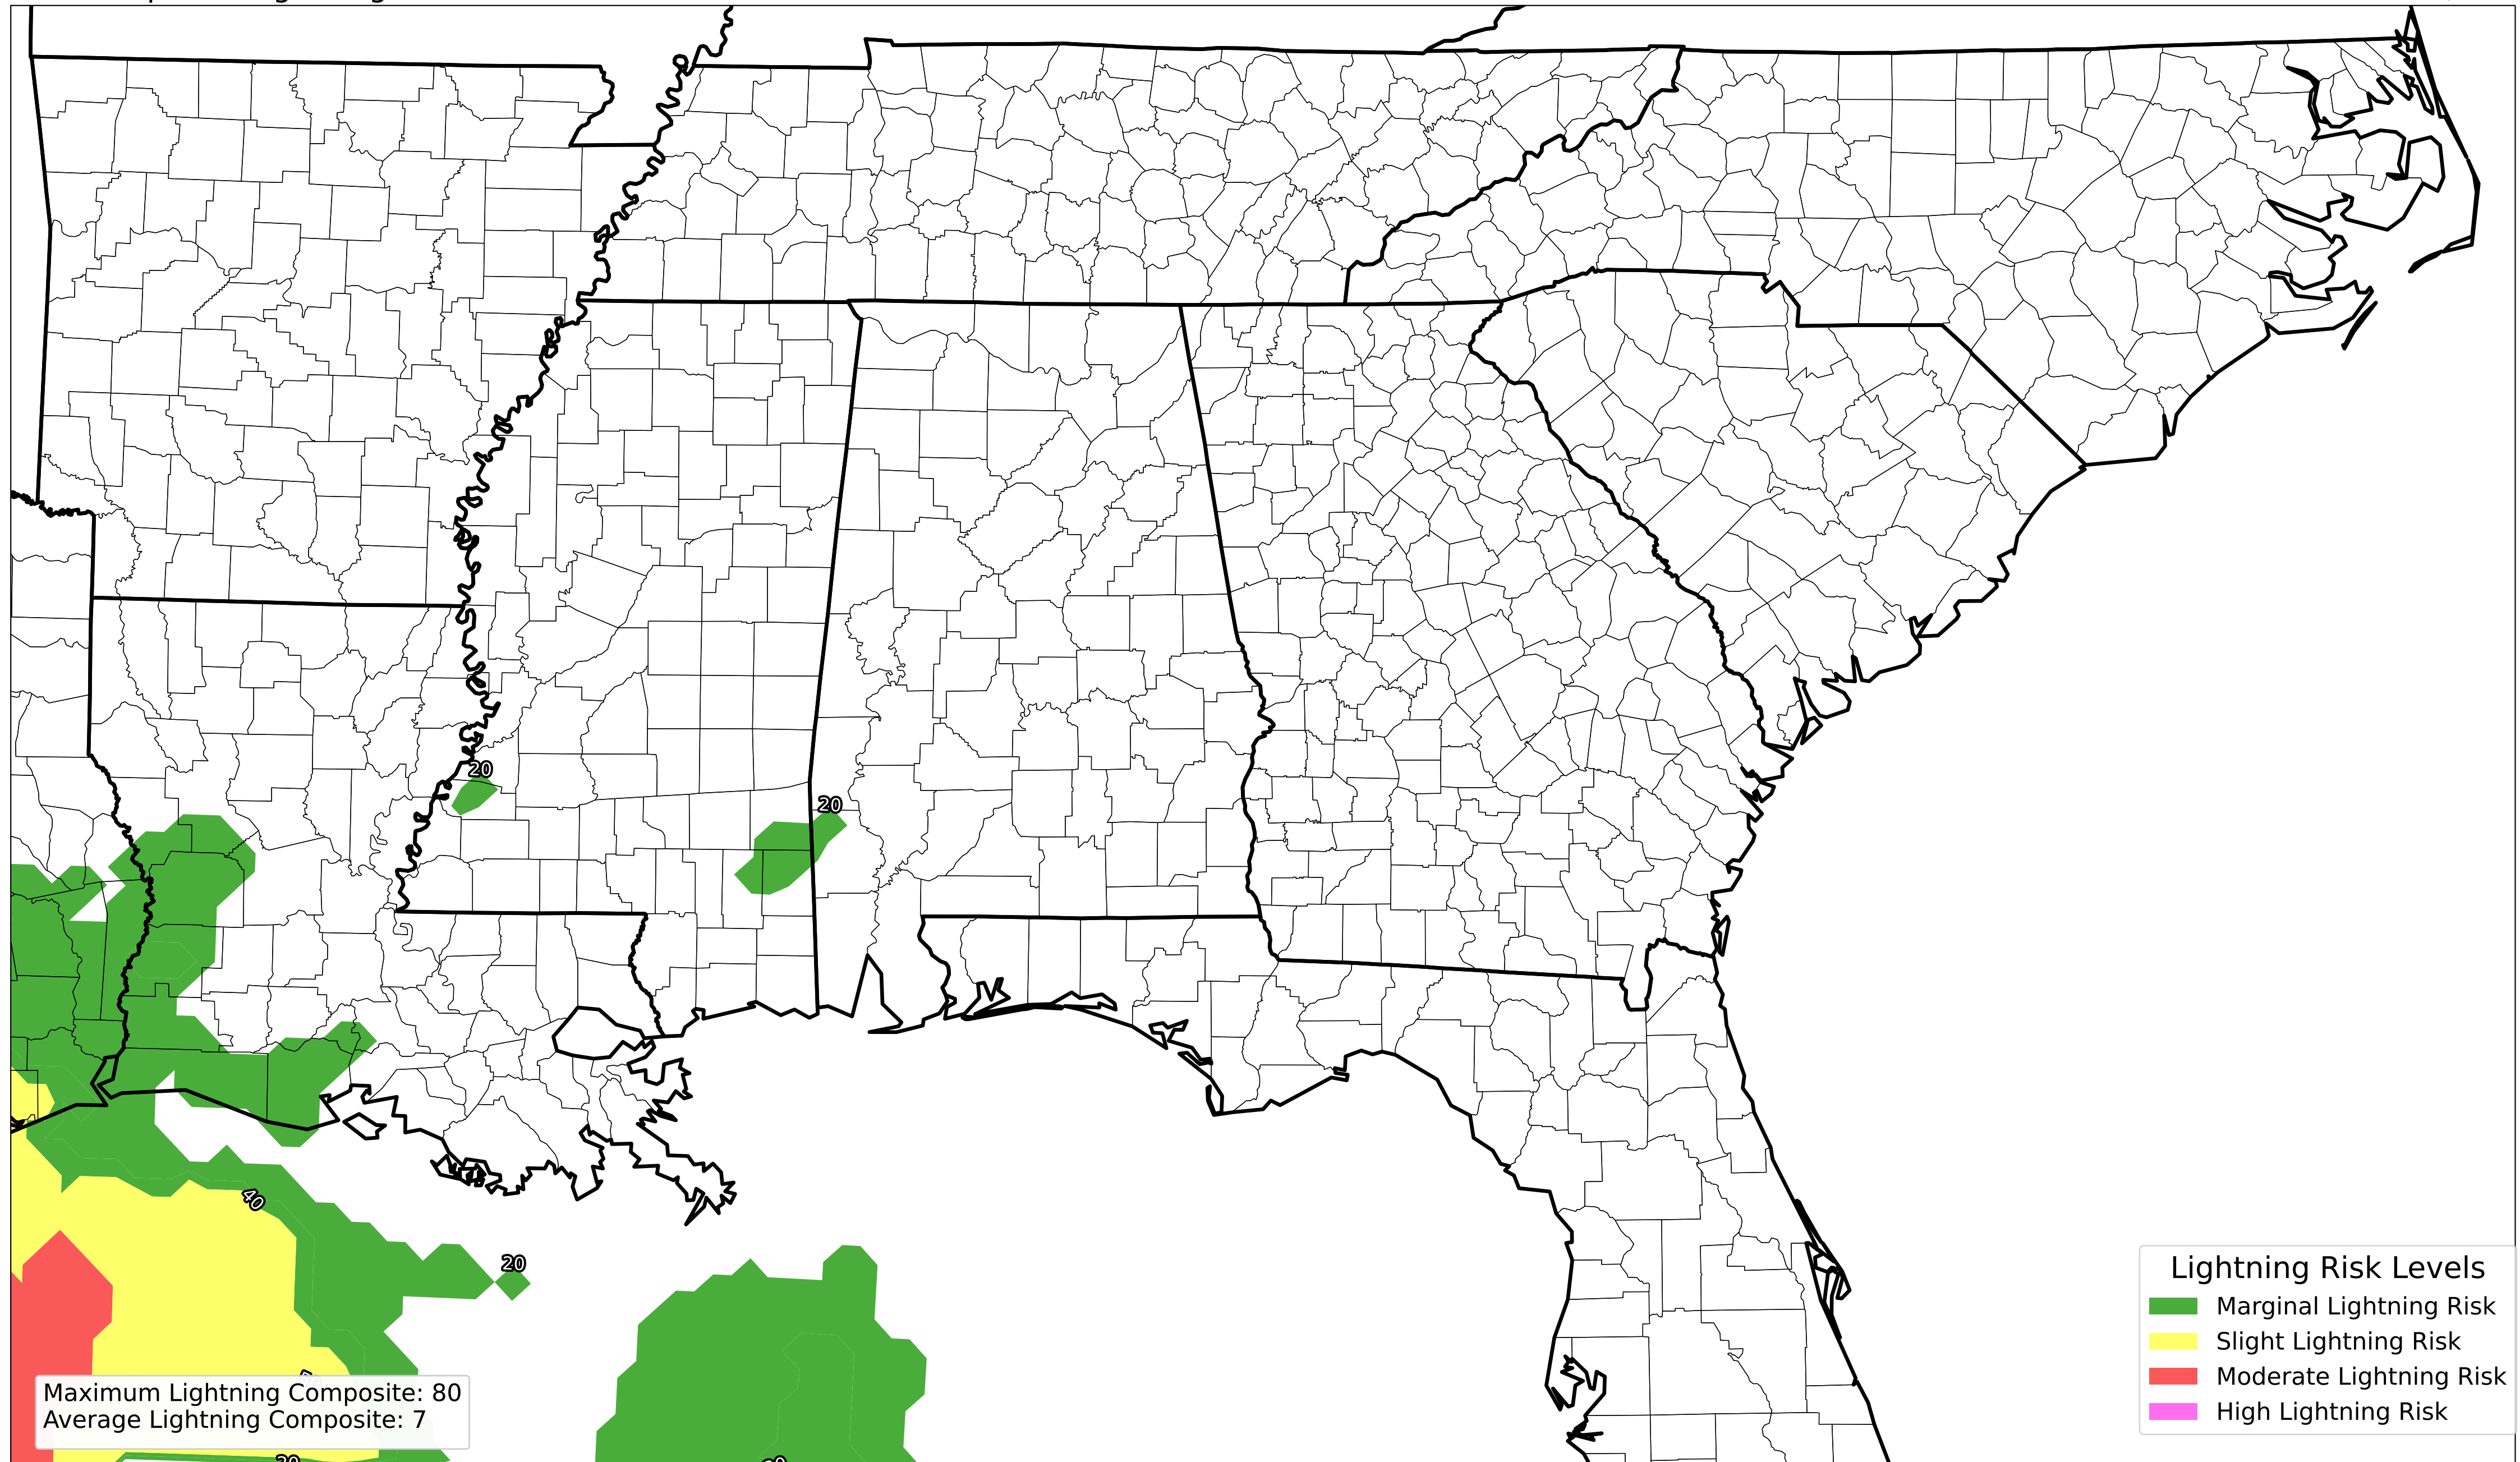 20
20
40
20
Lightning Risk Levels
Marginal Lightning Risk
Slight Lightning Risk
Moderate Lightning Risk
High Lightning Risk
Maximum Lightning Composite: 80
Average Lightning Composite: 7